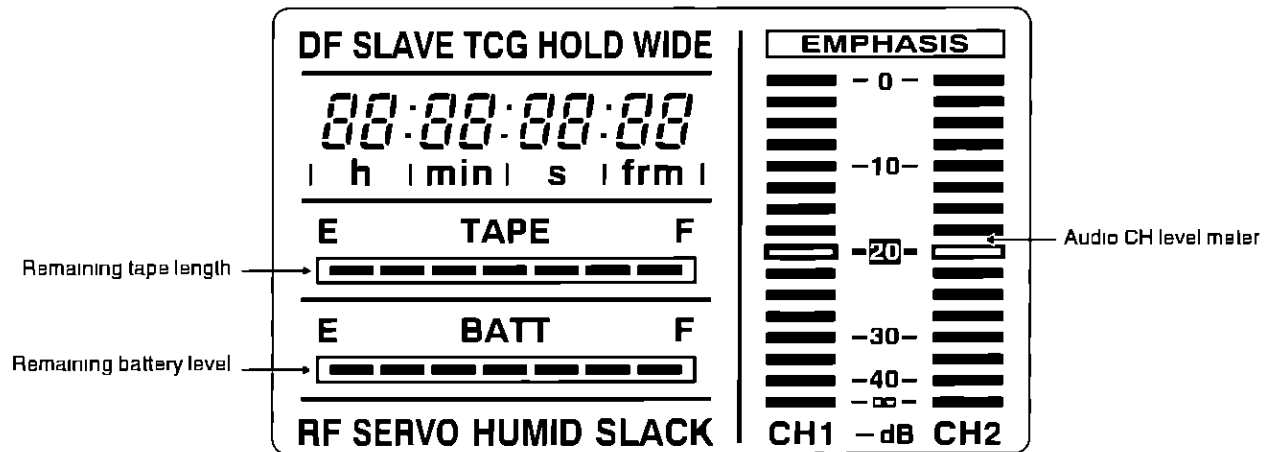 DF SLAVE TCG HOLD WIDE
88:88:88:88
h min s frm
E TAPE F
Remaining tape length
E BATT F
Remaining battery level
RF SERVO HUMID SLACK
EMPHASIS
– 0 –
–10–
–20–
–30–
–40–
–∞–
CH1 –dB CH2
Audio CH level meter